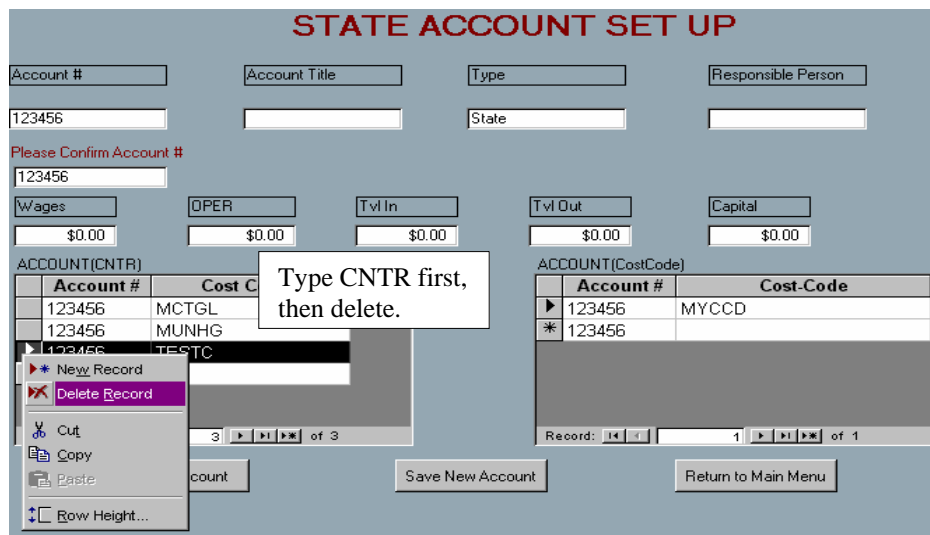 STATE ACCOUNT SET UP
Account # Account Title Type Responsible Person
123456 State
Please Confirm Account #
123456
Wages OPER Tvl In Tvl Out Capital
$0.00 $0.00 $0.00 $0.00 $0.00
ACCOUNT(CNTR) ACCOUNT(CostCode)
Type CNTR first,
then delete.
Account # Cost C Account # Cost-Code
123456 MCTGL 123456 MYCCD
123456 MUNHG 123456
123456 TESTC
New Record
Delete Record
Cut
Copy
Paste
Row Height...
3 of 3 Record: 1 of 1
count Save New Account Return to Main Menu